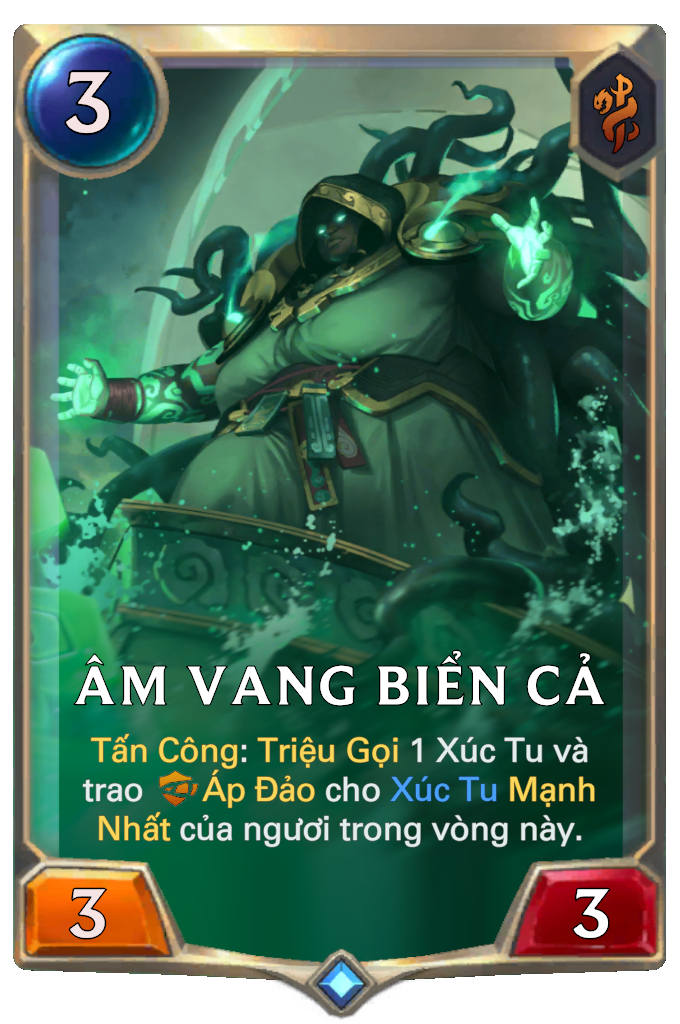 3
ÂM VANG BIỂN CẢ
Tấn Công: Triệu Gọi 1 Xúc Tu và
trao Áp Đảo cho Xúc Tu Mạnh
Nhất của ngươi trong vòng này.
3
3